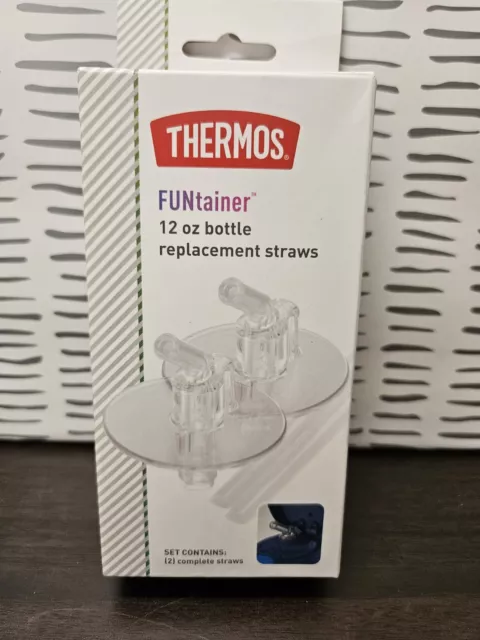 THERMOS®
FUNtainer™
12 oz bottle
replacement straws
SET CONTAINS:
(2) complete straws